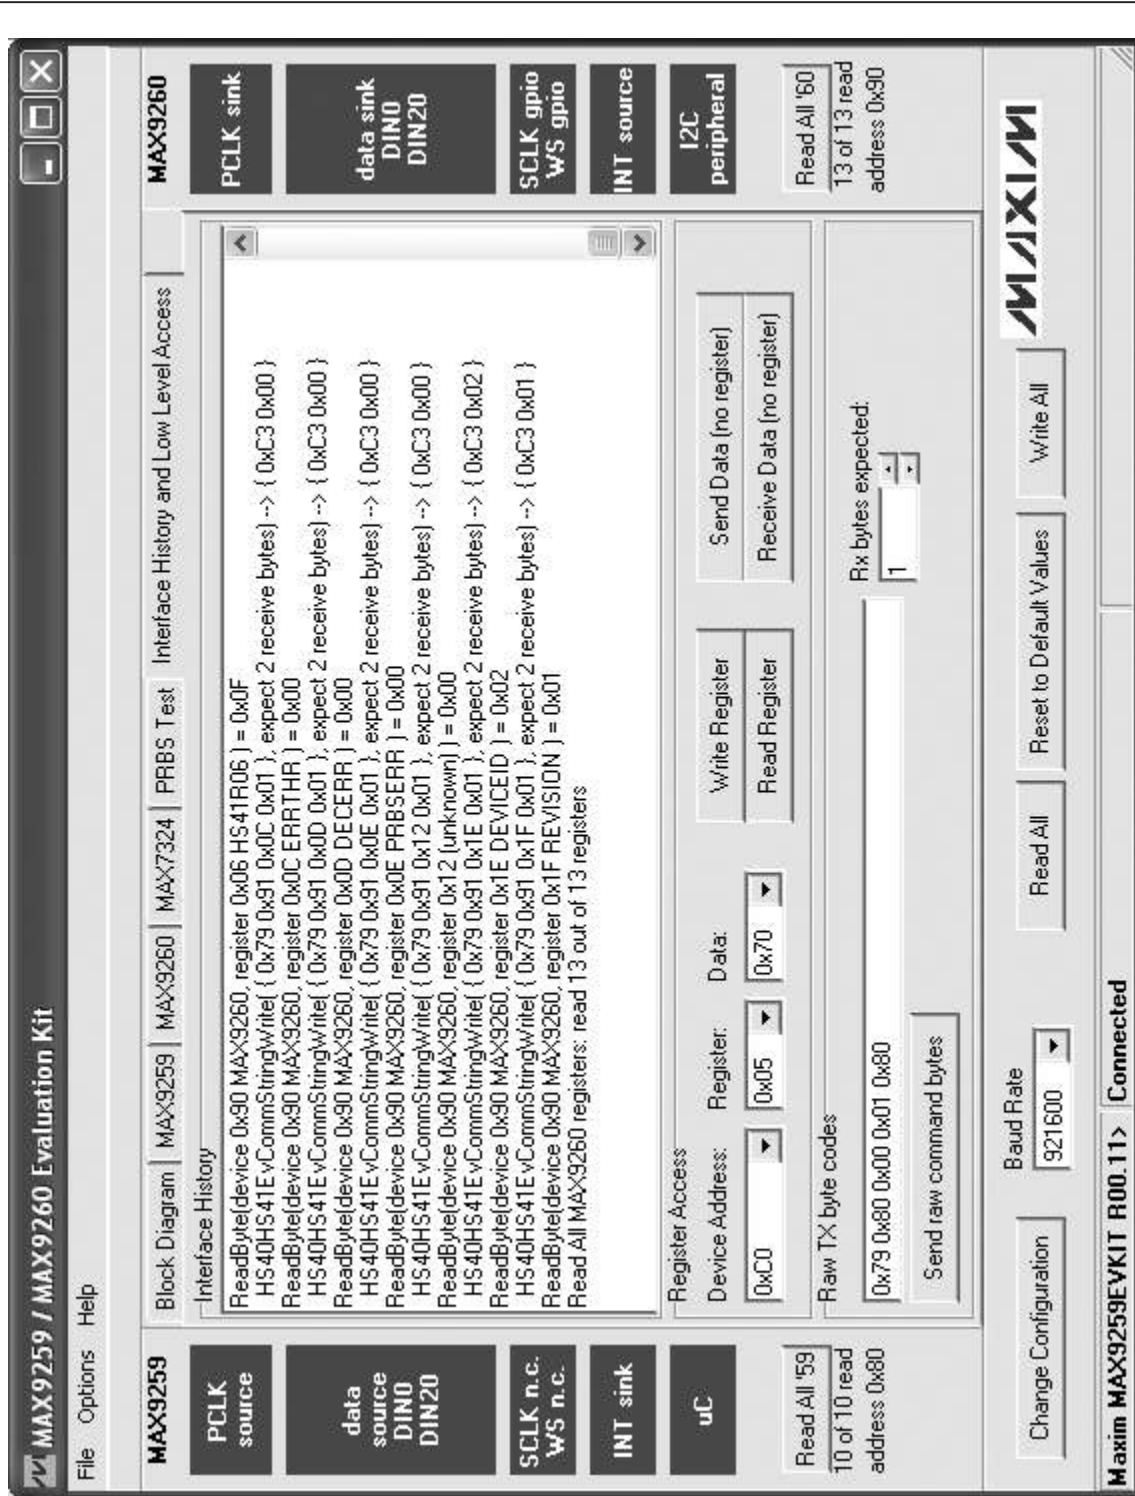 MAX9259 / MAX9260 Evaluation Kit
File Options Help
MAX9259
PCLK
source
data
source
DIN0
DIN20
SCLK n.c.
WS n.c.
INT sink
uC
Read All '59
10 of 10 read
address 0x80
Block Diagram MAX9259 MAX9260 MAX7324 PRBS Test Interface History and Low Level Access
Interface History
ReadByte(device 0x90 MAX9260, register 0x06 HS41R06 ) = 0x0F
HS40HS41EvCommStringWrite( { 0x79 0x91 0x0C 0x01 }, expect 2 receive bytes) --> { 0xC3 0x00 }
ReadByte(device 0x90 MAX9260, register 0x0C ERRTHR ) = 0x00
HS40HS41EvCommStringWrite( { 0x79 0x91 0x0D 0x01 }, expect 2 receive bytes) --> { 0xC3 0x00 }
ReadByte(device 0x90 MAX9260, register 0x0D DECERR ) = 0x00
HS40HS41EvCommStringWrite( { 0x79 0x91 0x0E 0x01 }, expect 2 receive bytes) --> { 0xC3 0x00 }
ReadByte(device 0x90 MAX9260, register 0x0E PRBSERR ) = 0x00
HS40HS41EvCommStringWrite( { 0x79 0x91 0x12 0x01 }, expect 2 receive bytes) --> { 0xC3 0x00 }
ReadByte(device 0x90 MAX9260, register 0x12 (unknown) ) = 0x00
HS40HS41EvCommStringWrite( { 0x79 0x91 0x1E 0x01 }, expect 2 receive bytes) --> { 0xC3 0x02 }
ReadByte(device 0x90 MAX9260, register 0x1E DEVICEID ) = 0x02
HS40HS41EvCommStringWrite( { 0x79 0x91 0x1F 0x01 }, expect 2 receive bytes) --> { 0xC3 0x01 }
ReadByte(device 0x90 MAX9260, register 0x1F REVISION ) = 0x01
Read All MAX9260 registers: read 13 out of 13 registers
Register Access
Device Address: Register: Data:
0xC0 0x05 0x70
Write Register
Read Register
Send Data (no register)
Receive Data (no register)
Raw TX byte codes
Rx bytes expected:
0x79 0x80 0x00 0x01 0x80
1
Send raw command bytes
MAX9260
PCLK sink
data sink
DIN0
DIN20
SCLK gpio
WS gpio
INT source
I2C
peripheral
Read All '60
13 of 13 read
address 0x90
Change Configuration
Baud Rate
921600
Read All
Reset to Default Values
Write All
MAXIM
Maxim MAX9259EVKIT R00.11> Connected